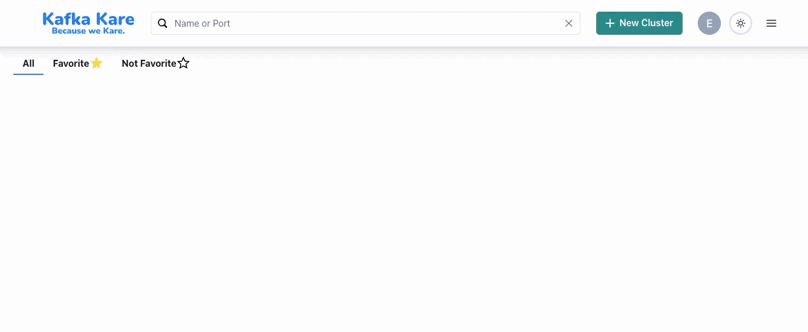 Kafka Kare
Because we Kare.
Name or Port
New Cluster
E
All
Favorite
Not Favorite